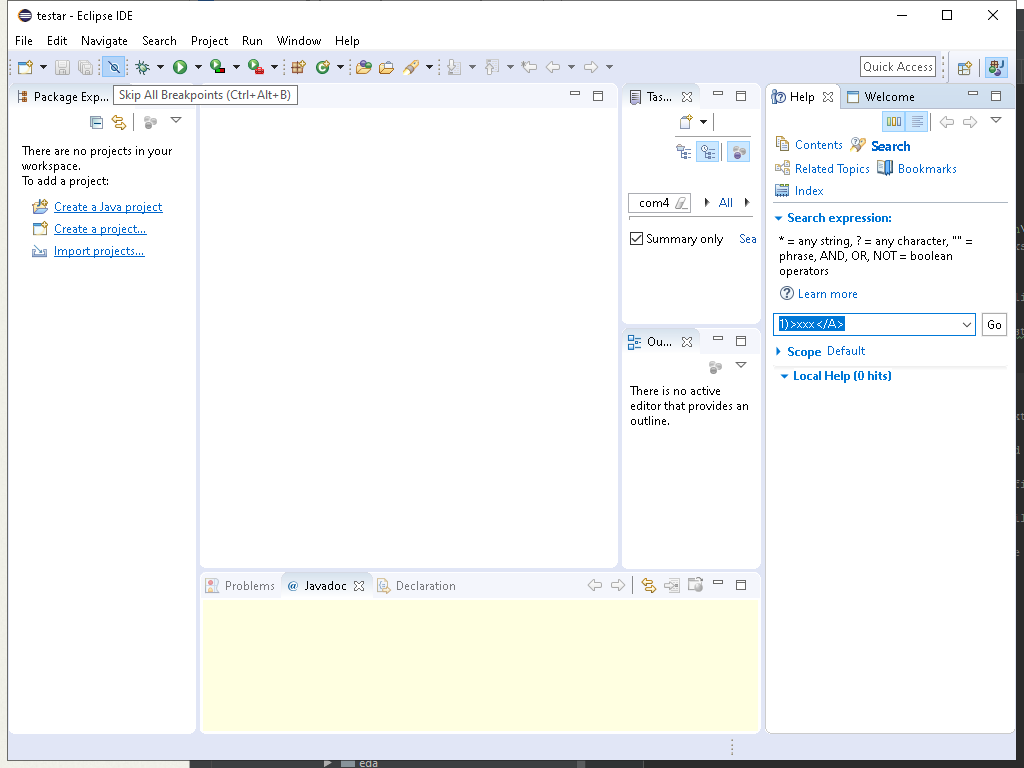 testar - Eclipse IDE
File Edit Navigate Search Project Run Window Help
Quick Access
Package Exp...
Skip All Breakpoints (Ctrl+Alt+B)
There are no projects in your
workspace.
To add a project:
Create a Java project
Create a project...
Import projects...
Tas...
com4
All
Summary only
Sea
Ou...
There is no active
editor that provides an
outline.
Help
Welcome
Contents
Search
Related Topics
Bookmarks
Index
Search expression:
* = any string, ? = any character, "" =
phrase, AND, OR, NOT = boolean
operators
Learn more
1)>xxx</A>
Go
Scope Default
Local Help (0 hits)
Problems
@ Javadoc
Declaration
eda